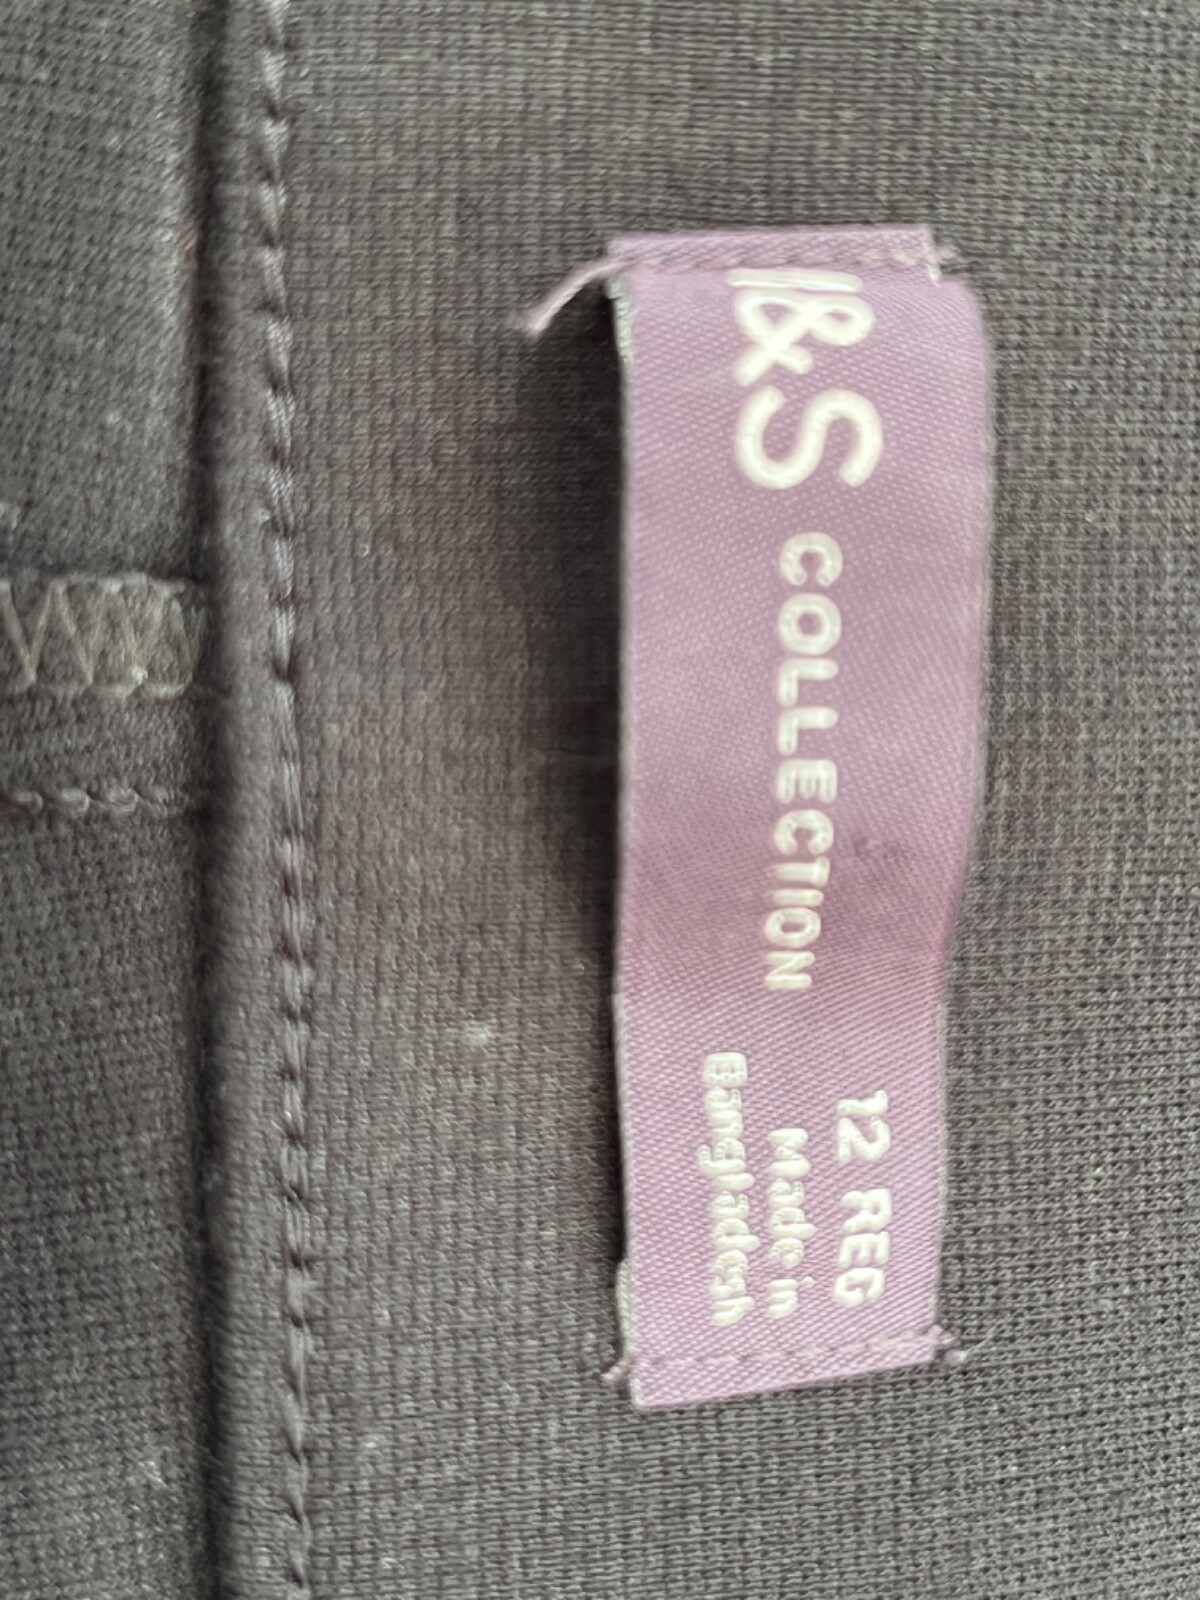 M&S COLLECTION
12 REG
Made in
Bangladesh